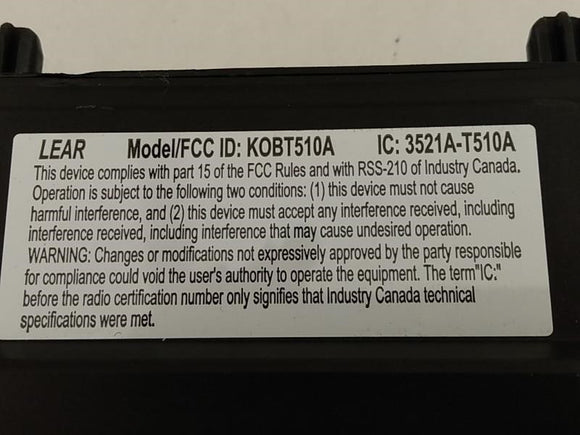 LEAR Model/FCC ID: KOBT510A IC: 3521A-T510A
This device complies with part 15 of the FCC Rules and with RSS-210 of Industry Canada.
Operation is subject to the following two conditions: (1) this device must not cause
harmful interference, and (2) this device must accept any interference received, including
interference received, including interference that may cause undesired operation.
WARNING: Changes or modifications not expressively approved by the party responsible
for compliance could void the user's authority to operate the equipment. The term"IC:"
before the radio certification number only signifies that Industry Canada technical
specifications were met.